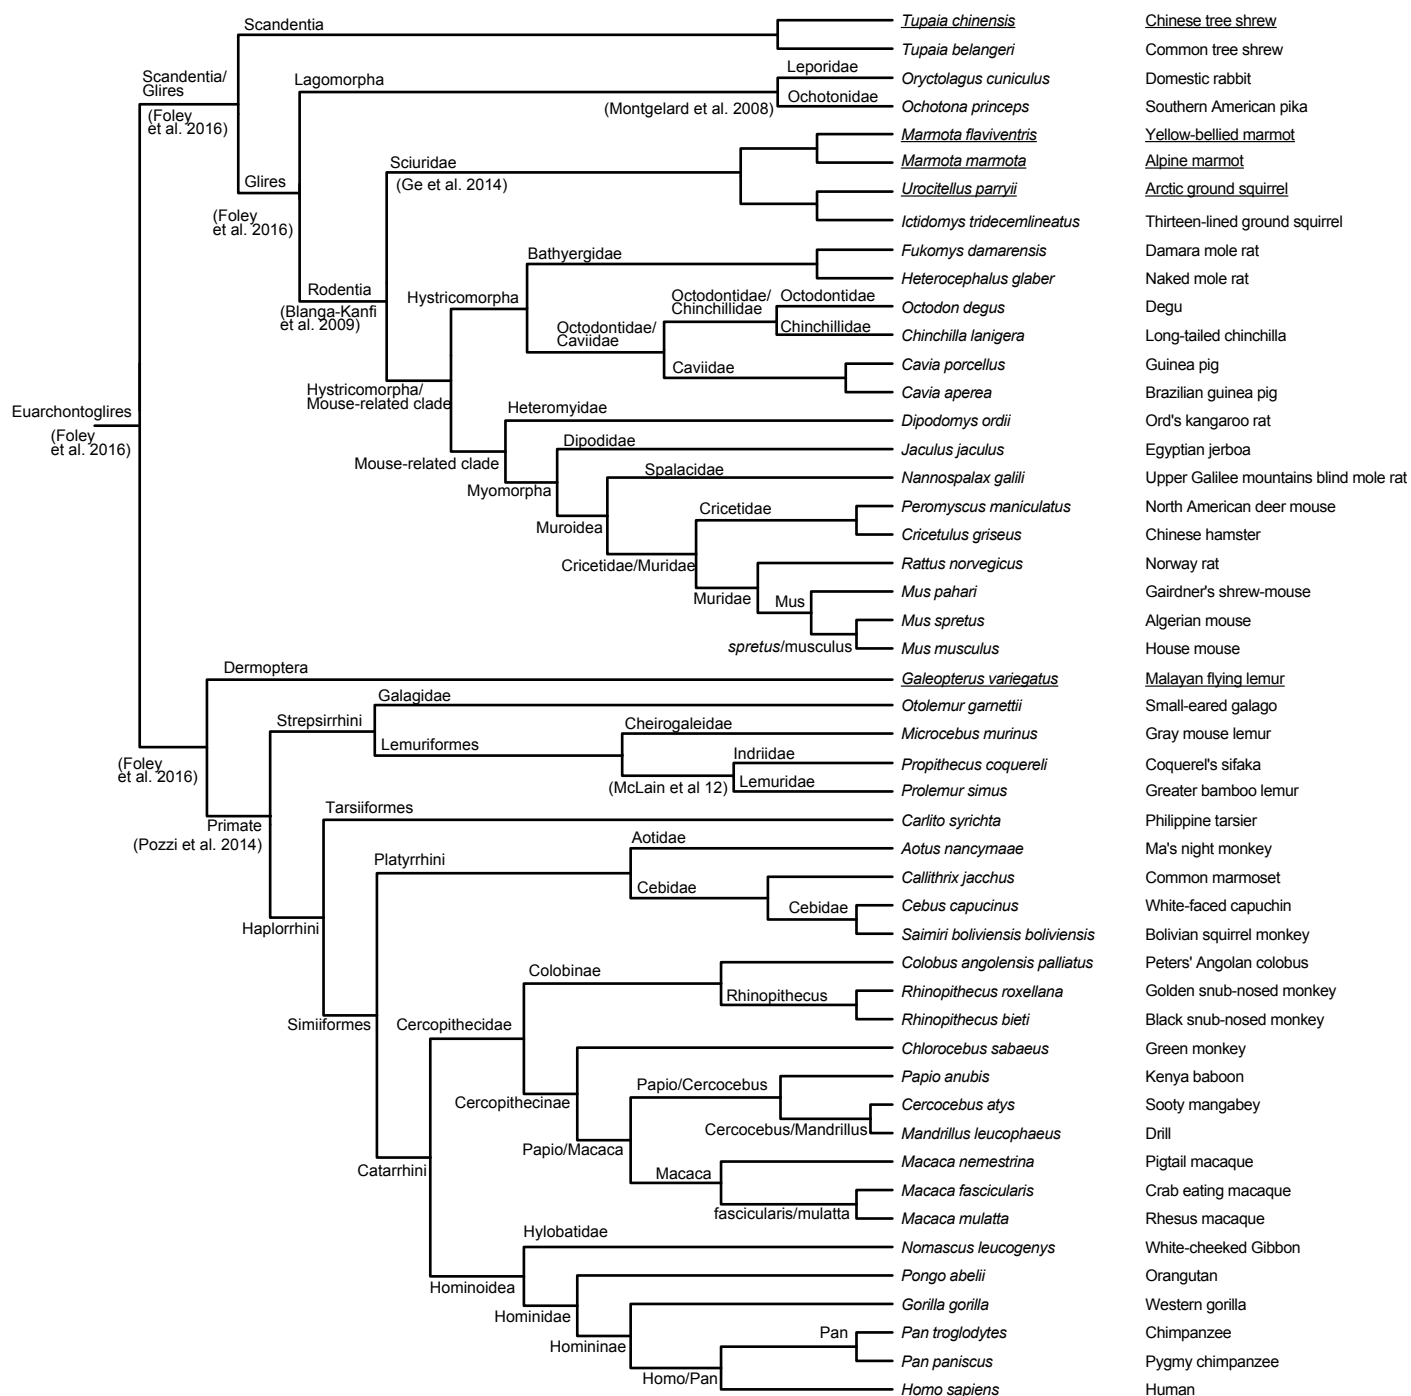 Scandentia
Tupaia chinensis Chinese tree shrew
Tupaia belangeri Common tree shrew
Scandentia/
Glires
(Foley
et al. 2016)
Lagomorpha
Leporidae
Oryctolagus cuniculus Domestic rabbit
(Montgelard et al. 2008)
Ochotonidae
Ochotona princeps Southern American pika
Marmota flaviventris Yellow-bellied marmot
Sciuridae
Marmota marmota Alpine marmot
Glires
(Ge et al. 2014)
Urocitellus parryii Arctic ground squirrel
(Foley
et al. 2016)
Ictidomys tridecemlineatus Thirteen-lined ground squirrel
Bathyergidae
Fukomys damarensis Damara mole rat
Heterocephalus glaber Naked mole rat
Rodentia
(Blanga-Kanfi
et al. 2009)
Hystricomorpha
Octodontidae/
Chinchillidae
Octodontidae
Octodon degus Degu
Octodontidae/
Caviidae
Chinchillidae
Chinchilla lanigera Long-tailed chinchilla
Caviidae
Cavia porcellus Guinea pig
Hystricomorpha/
Mouse-related clade
Cavia aperea Brazilian guinea pig
Euarchontoglires
(Foley
et al. 2016)
Heteromyidae
Dipodomys ordii Ord's kangaroo rat
Dipodidae
Jaculus jaculus Egyptian jerboa
Mouse-related clade
Spalacidae
Nannospalax galili Upper Galilee mountains blind mole rat
Myomorpha
Cricetidae
Peromyscus maniculatus North American deer mouse
Muroidea
Cricetulus griseus Chinese hamster
Cricetidae/Muridae
Rattus norvegicus Norway rat
Muridae
Mus
Mus pahari Gairdner's shrew-mouse
Mus spretus Algerian mouse
spretus/musculus
Mus musculus House mouse
Dermoptera
Galeopterus variegatus Malayan flying lemur
Galagidae
Otolemur garnettii Small-eared galago
Strepsirrhini
Cheirogaleidae
Microcebus murinus Gray mouse lemur
Lemuriformes
Indriidae
Propithecus coquereli Coquerel's sifaka
(Foley
et al. 2016)
(McLain et al 12)
Lemuridae
Prolemur simus Greater bamboo lemur
Tarsiiformes
Carlito syrichta Philippine tarsier
Primate
(Pozzi et al. 2014)
Aotidae
Aotus nancymaae Ma's night monkey
Platyrrhini
Callithrix jacchus Common marmoset
Cebidae
Cebidae
Cebus capucinus White-faced capuchin
Haplorrhini
Saimiri boliviensis boliviensis Bolivian squirrel monkey
Colobinae
Colobus angolensis palliatus Peters' Angolan colobus
Rhinopithecus
Rhinopithecus roxellana Golden snub-nosed monkey
Simiiformes
Cercopithecidae
Rhinopithecus bieti Black snub-nosed monkey
Chlorocebus sabaeus Green monkey
Papio/Cercocebus
Papio anubis Kenya baboon
Cercopithecinae
Cercocebus atys Sooty mangabey
Cercocebus/Mandrillus
Mandrillus leucophaeus Drill
Papio/Macaca
Macaca nemestrina Pigtail macaque
Catarrhini
Macaca
Macaca fascicularis Crab eating macaque
fascicularis/mulatta
Macaca mulatta Rhesus macaque
Hylobatidae
Nomascus leucogenys White-cheeked Gibbon
Hominoidea
Pongo abelii Orangutan
Hominidae
Gorilla gorilla Western gorilla
Homininae
Pan
Pan troglodytes Chimpanzee
Pan paniscus Pygmy chimpanzee
Homo/Pan
Homo sapiens Human